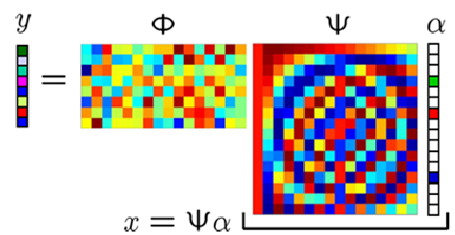 y = Φ Ψ α
x = Ψα